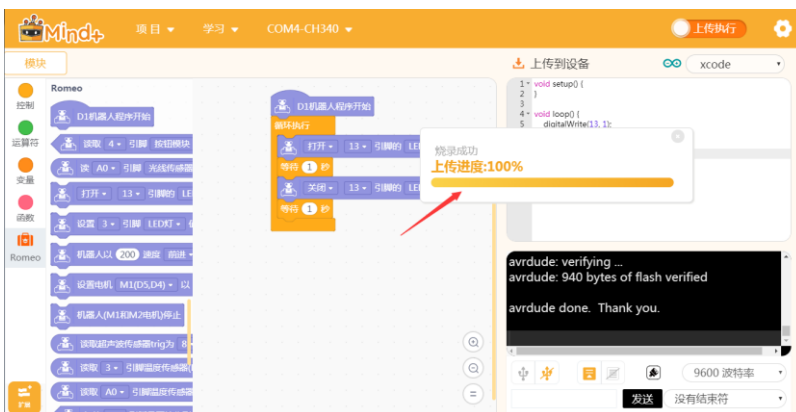 Mind+
项目
学习
COM4-CH340
上传执行
模块
上传到设备
xcode
控制
运算符
变量
函数
Romeo
扩展
Romeo
D1机器人程序开始
读取 4 引脚 按钮模块
读 A0 引脚 光线传感器
打开 13 引脚的 LE
设置 3 引脚 LED灯
机器人以 200 速度 前进
设置电机 M1(D5,D4) 以
机器人(M1和M2电机)停止
读取超声波传感器trig为 8
读取 3 引脚温度传感器
读取 A0 引脚温度传感器
D1机器人程序开始
循环执行
打开 13 引脚的 LE
等待 1 秒
关闭 13 引脚的 LE
等待 1 秒
1 void setup() {
2 }
3
4 void loop() {
5 digitalWrite(13, 1);
烧录成功
上传进度:100%
avrdude: verifying ...
avrdude: 940 bytes of flash verified
avrdude done. Thank you.
9600 波特率
发送
没有结束符